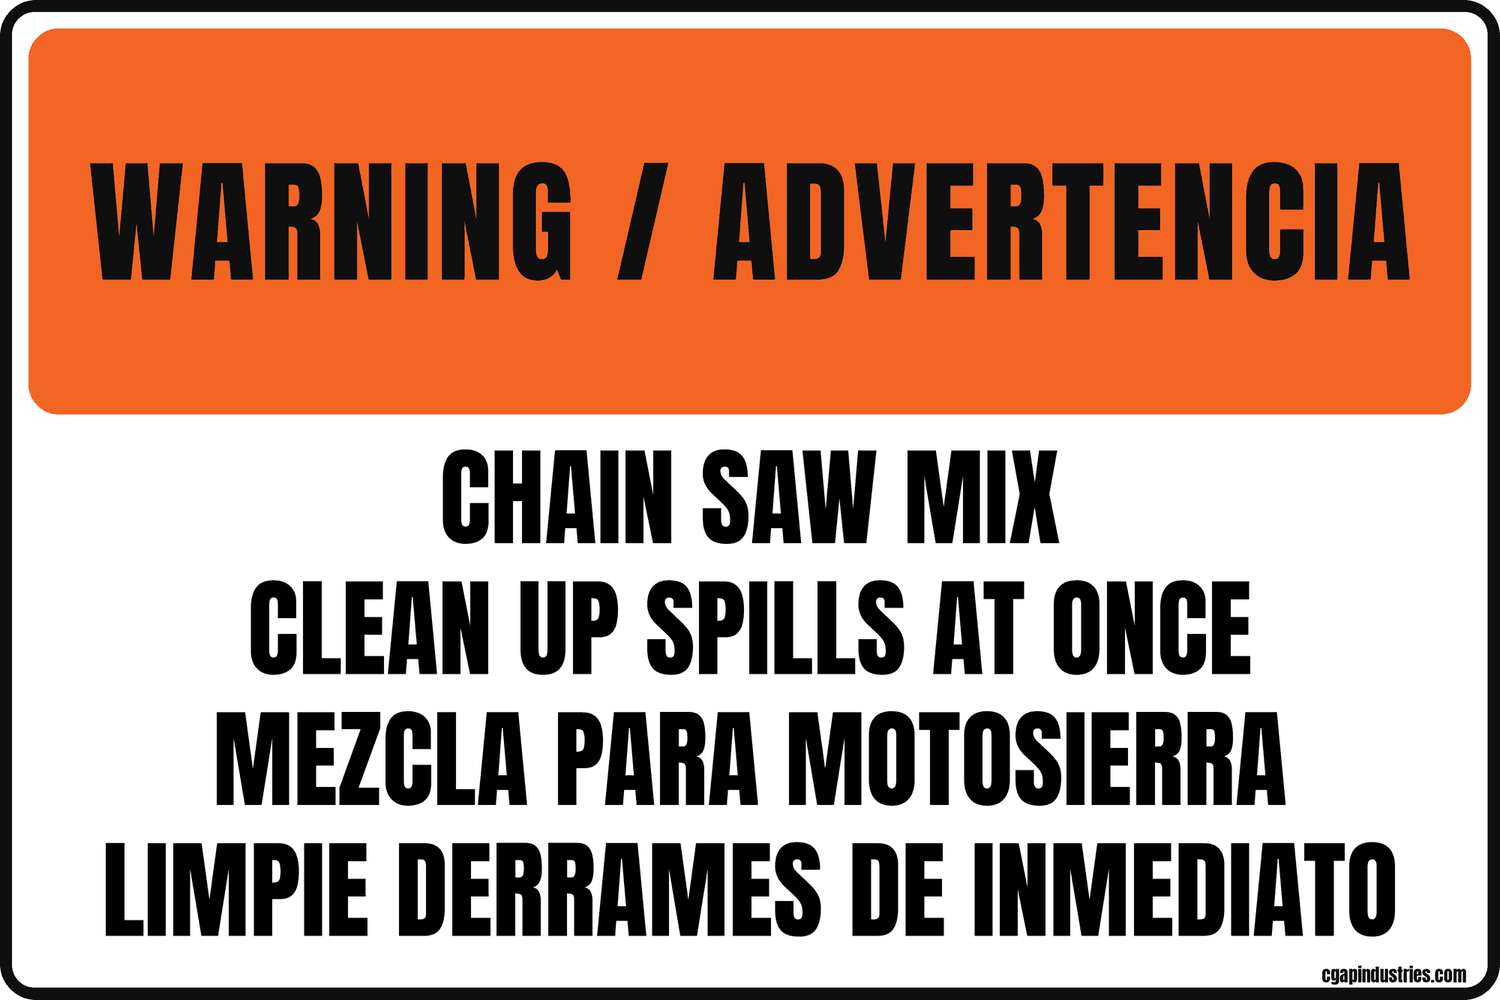 WARNING / ADVERTENCIA
CHAIN SAW MIX
CLEAN UP SPILLS AT ONCE
MEZCLA PARA MOTOSIERRA
LIMPIE DERRAMES DE INMEDIATO
cgapindustries.com